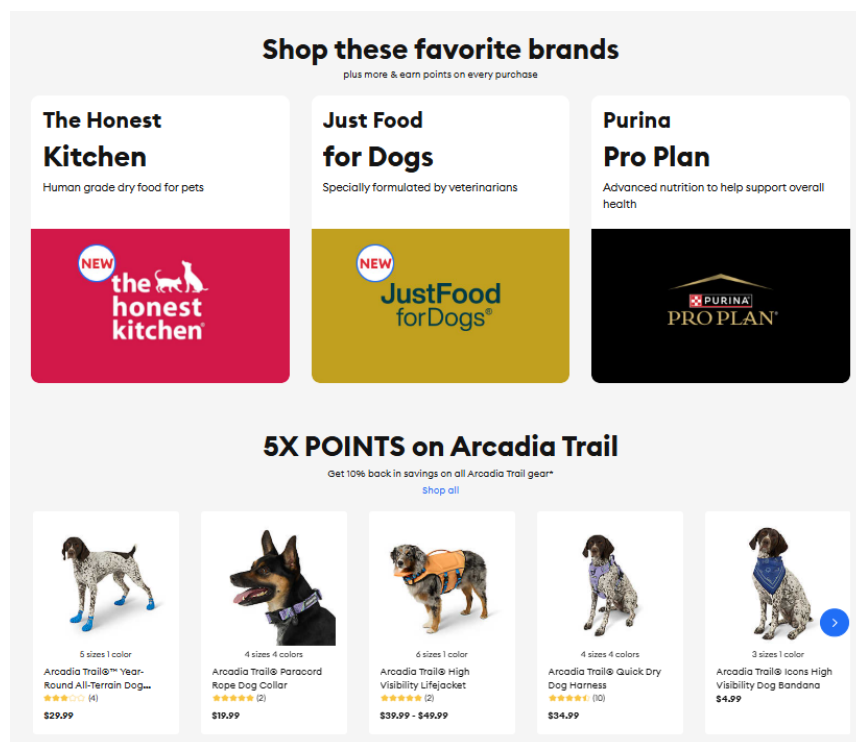 Shop these favorite brands
plus more & earn points on every purchase
The Honest
Kitchen
Human grade dry food for pets
Just Food
for Dogs
Specially formulated by veterinarians
Purina
Pro Plan
Advanced nutrition to help support overall
health
NEW
the
honest
kitchen®
NEW
JustFood
forDogs®
PURINA
PRO PLAN®
5X POINTS on Arcadia Trail
Get 10% back in savings on all Arcadia Trail gear*
Shop all
5 sizes 1 color
Arcadia Trail®™ Year-
Round All-Terrain Dog...
(4)
$29.99
4 sizes 4 colors
Arcadia Trail® Paracord
Rope Dog Collar
(2)
$19.99
6 sizes 1 color
Arcadia Trail® High
Visibility Lifejacket
(2)
$39.99 - $49.99
4 sizes 4 colors
Arcadia Trail® Quick Dry
Dog Harness
(10)
$34.99
3 sizes 1 color
Arcadia Trail® Icons High
Visibility Dog Bandana
$4.99